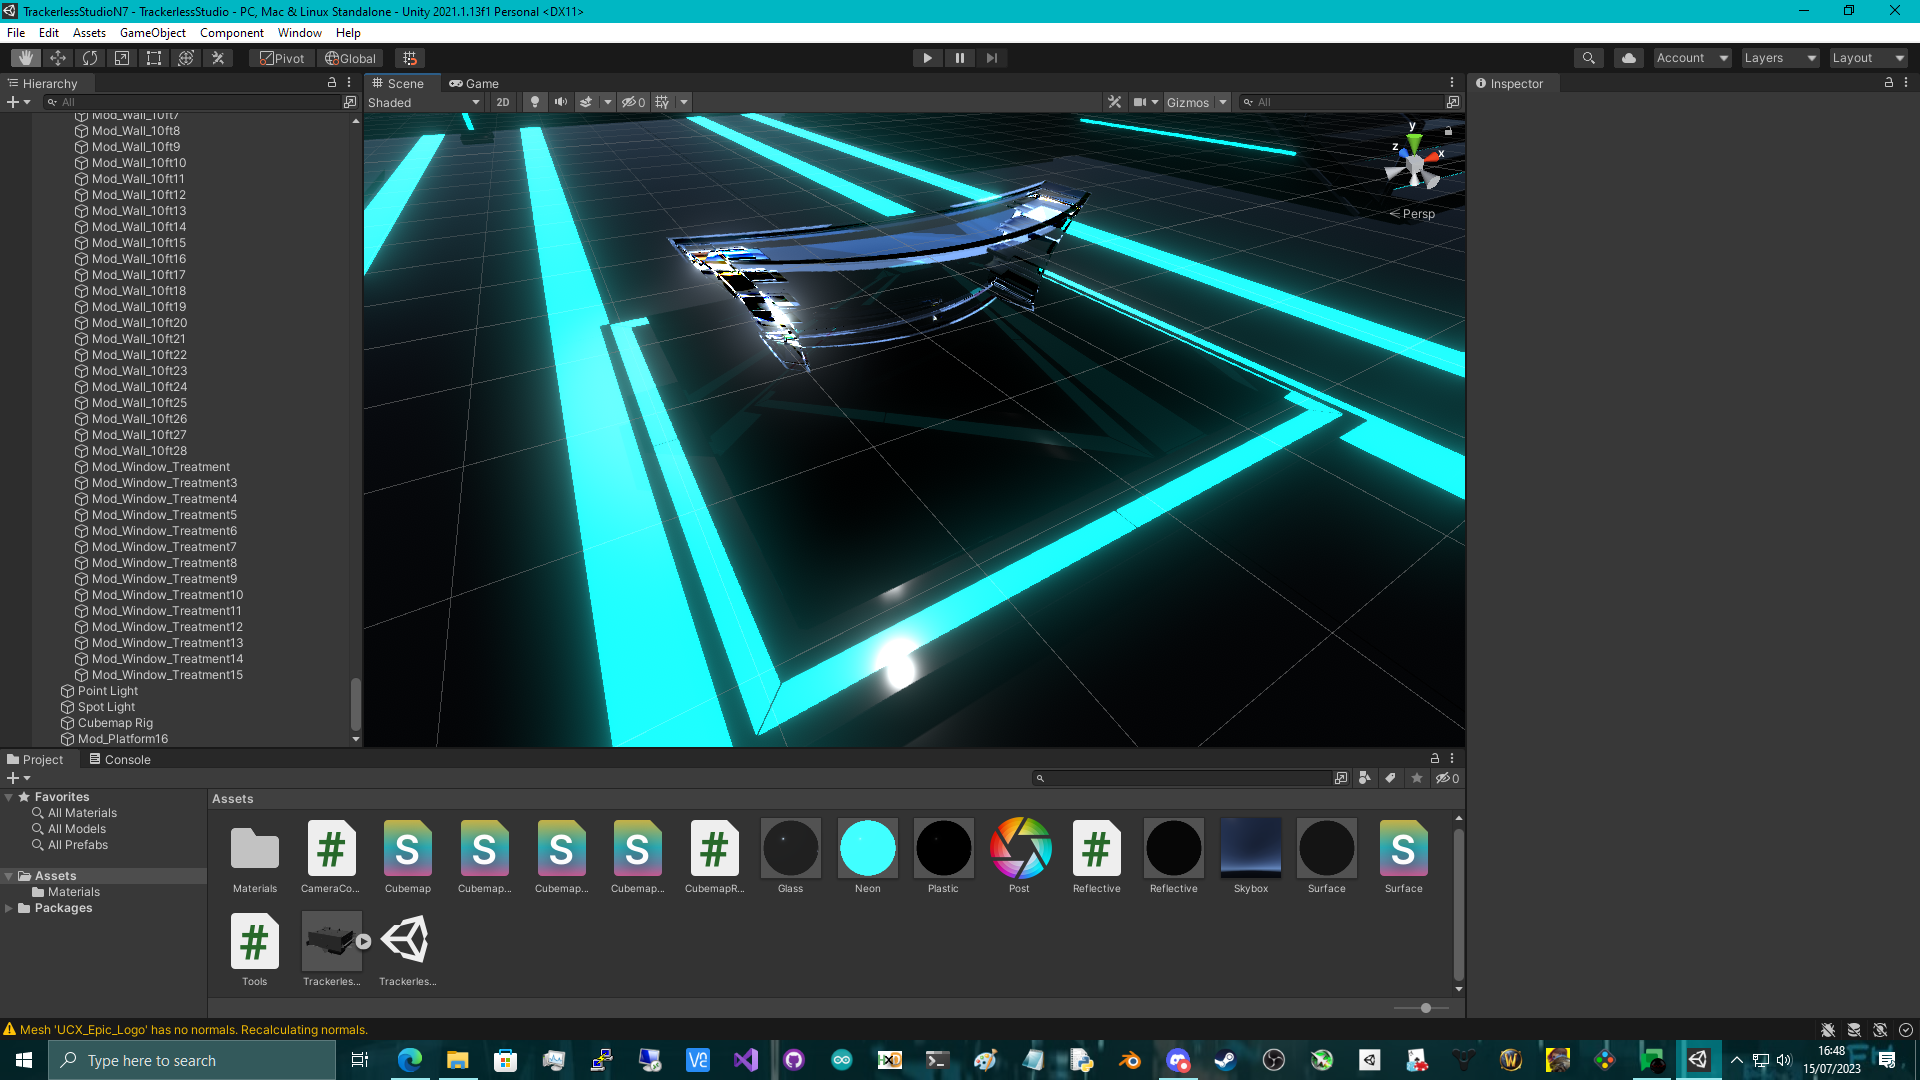 TrackerlessStudioN7 - TrackerlessStudio - PC, Mac & Linux Standalone - Unity 2021.1.13f1 Personal <DX11>
File Edit Assets GameObject Component Window Help
Pivot Global Account Layers Layout
Hierarchy
All
Mod_Wall_10ft7
Mod_Wall_10ft8
Mod_Wall_10ft9
Mod_Wall_10ft10
Mod_Wall_10ft11
Mod_Wall_10ft12
Mod_Wall_10ft13
Mod_Wall_10ft14
Mod_Wall_10ft15
Mod_Wall_10ft16
Mod_Wall_10ft17
Mod_Wall_10ft18
Mod_Wall_10ft19
Mod_Wall_10ft20
Mod_Wall_10ft21
Mod_Wall_10ft22
Mod_Wall_10ft23
Mod_Wall_10ft24
Mod_Wall_10ft25
Mod_Wall_10ft26
Mod_Wall_10ft27
Mod_Wall_10ft28
Mod_Window_Treatment
Mod_Window_Treatment3
Mod_Window_Treatment4
Mod_Window_Treatment5
Mod_Window_Treatment6
Mod_Window_Treatment7
Mod_Window_Treatment8
Mod_Window_Treatment9
Mod_Window_Treatment10
Mod_Window_Treatment11
Mod_Window_Treatment12
Mod_Window_Treatment13
Mod_Window_Treatment14
Mod_Window_Treatment15
Point Light
Spot Light
Cubemap Rig
Mod_Platform16
Scene Game
Shaded 2D 0 Gizmos All
y
z x
Persp
Inspector
Project Console
0
Favorites
All Materials
All Models
All Prefabs
Assets
Materials
Packages
Assets
Materials CameraCo... Cubemap Cubemap... Cubemap... Cubemap... CubemapR... Glass Neon Plastic Post Reflective Reflective Skybox Surface Surface
Tools Trackerles... Trackerles...
Mesh 'UCX_Epic_Logo' has no normals. Recalculating normals.
Type here to search
16:48
15/07/2023